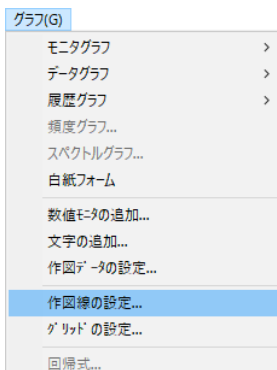 グラフ(G)
モニタグラフ
データグラフ
履歴グラフ
頻度グラフ...
スペクトルグラフ...
白紙フォーム
数値モニタの追加...
文字の追加...
作図データの設定...
作図線の設定...
グリッドの設定...
回帰式...